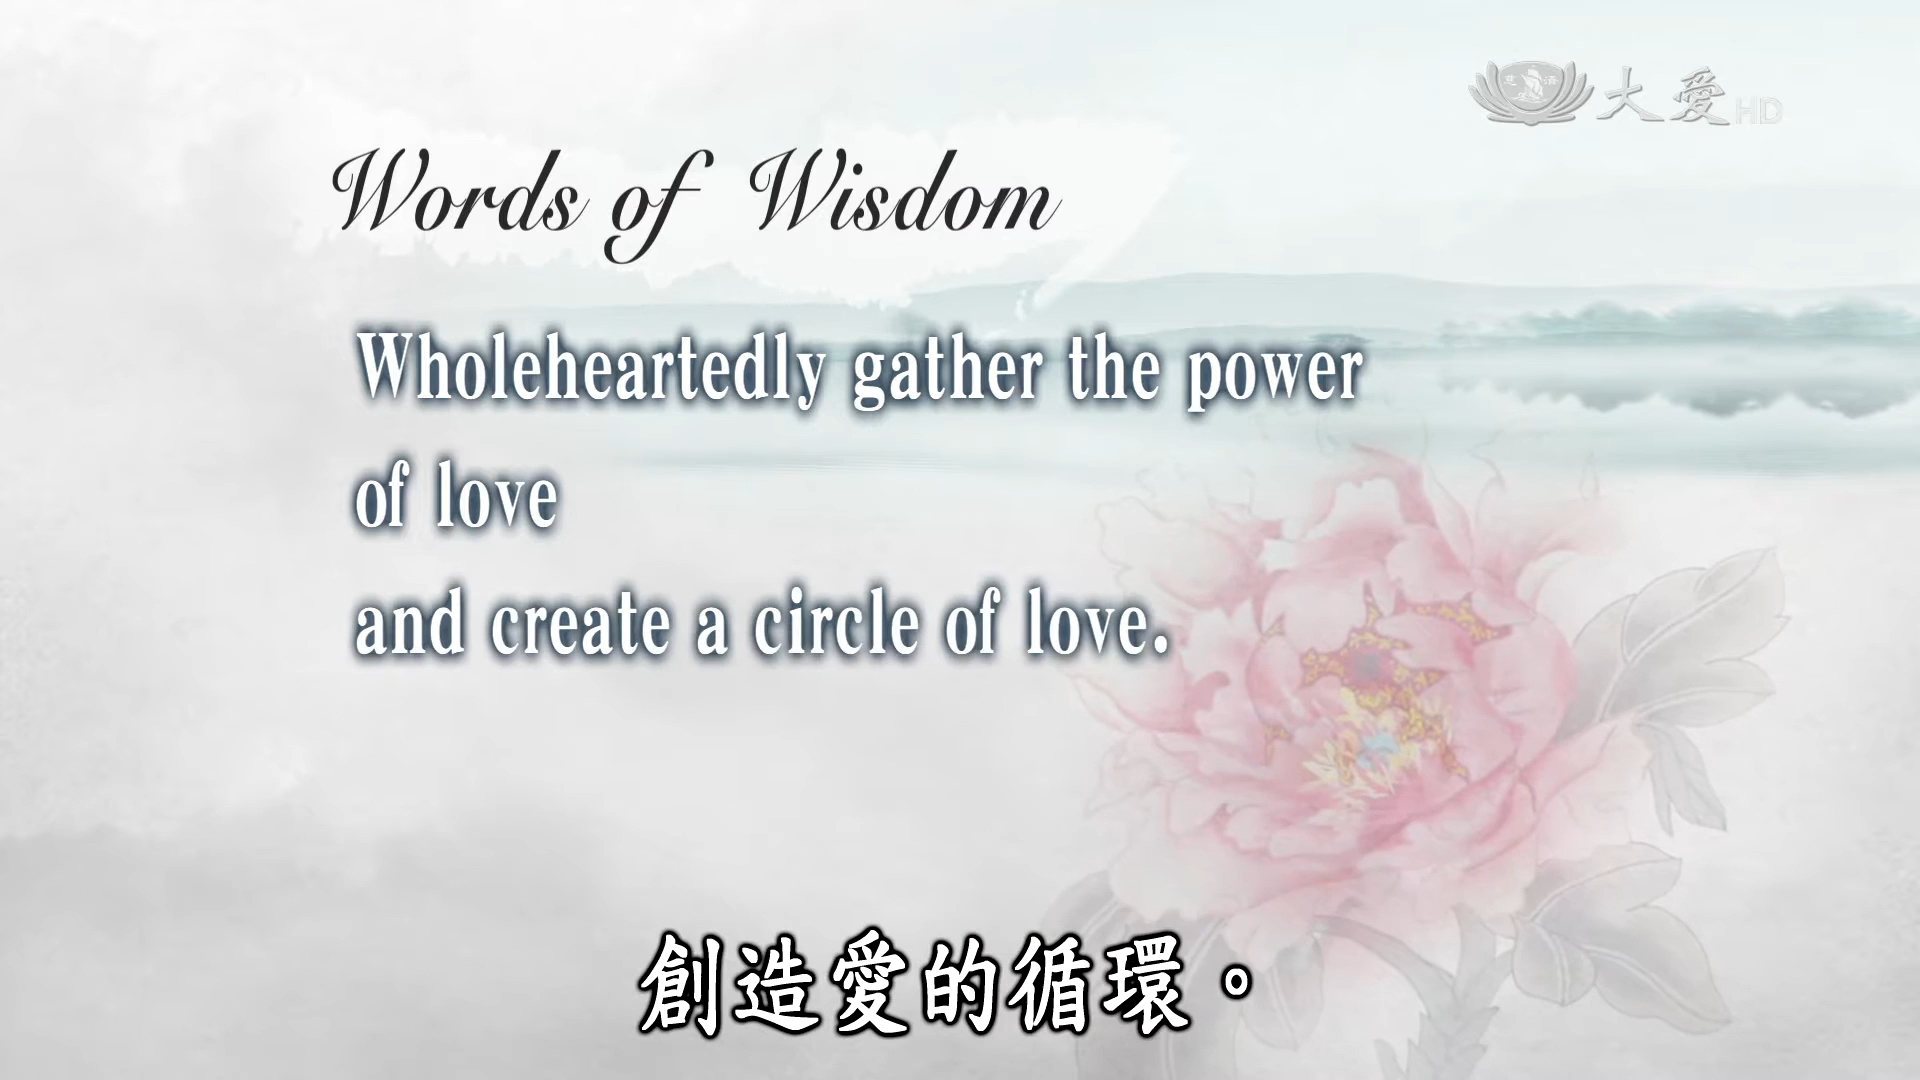 大愛HD
Words of Wisdom
Wholeheartedly gather the power
of love
and create a circle of love.
創造愛的循環。